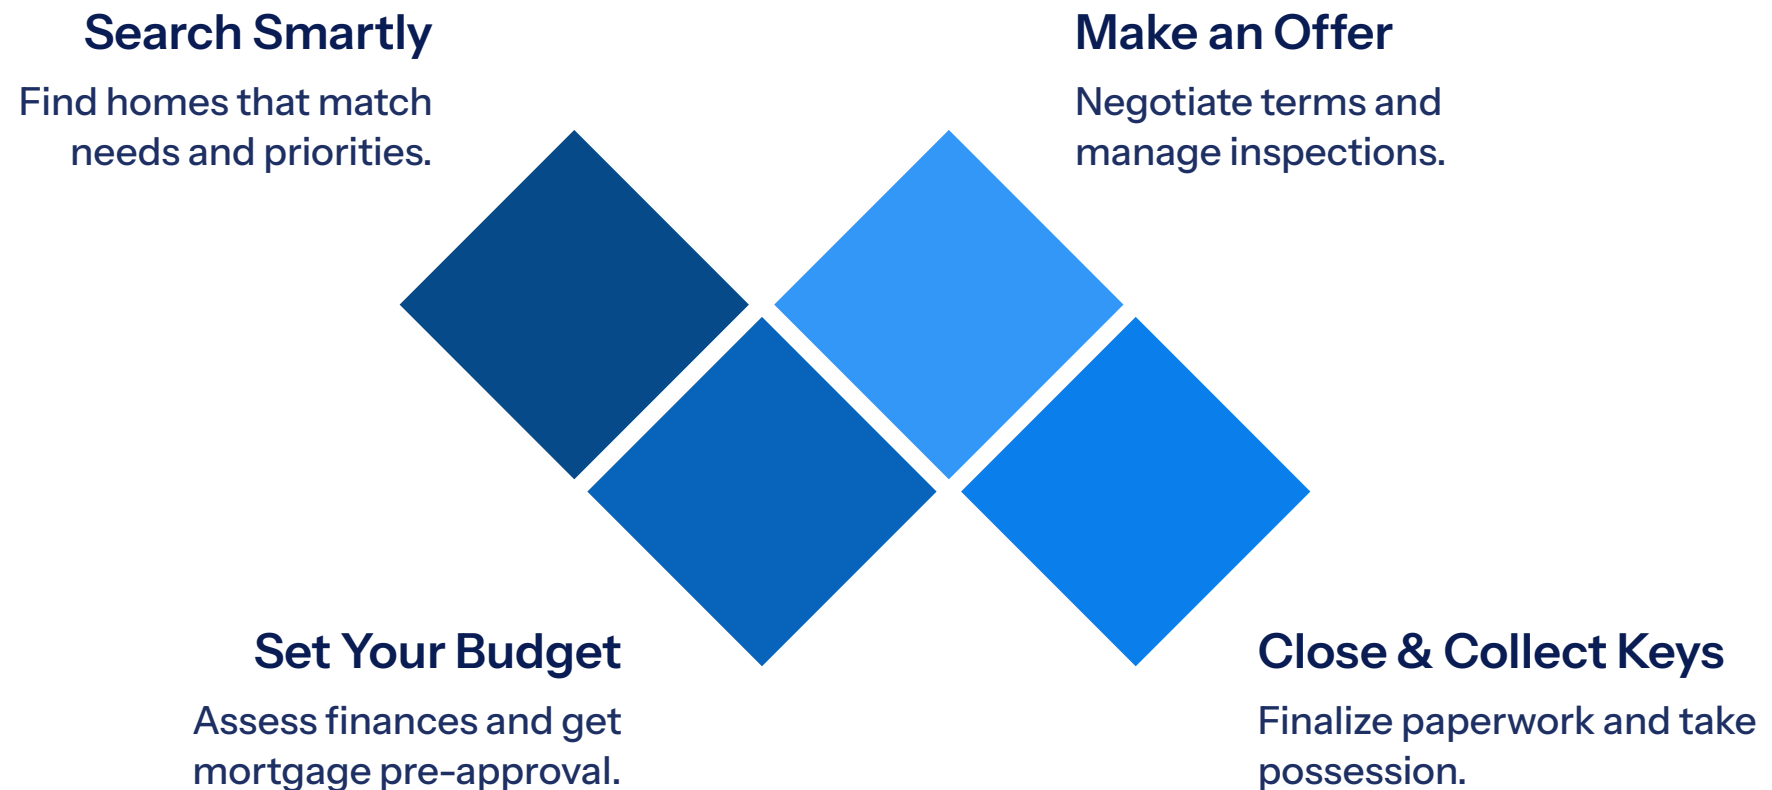 Search Smartly
Find homes that match
needs and priorities.
Make an Offer
Negotiate terms and
manage inspections.
Set Your Budget
Assess finances and get
mortgage pre-approval.
Close & Collect Keys
Finalize paperwork and take
possession.